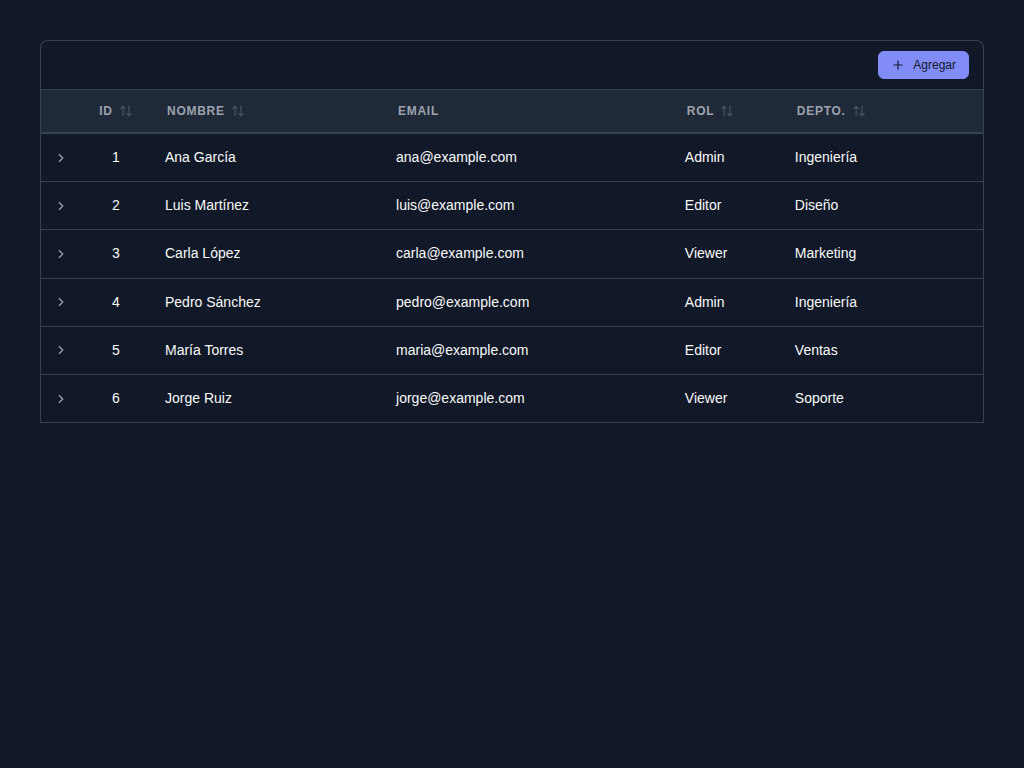 Agregar
ID NOMBRE EMAIL ROL DEPTO.
1 Ana García ana@example.com Admin Ingeniería
2 Luis Martínez luis@example.com Editor Diseño
3 Carla López carla@example.com Viewer Marketing
4 Pedro Sánchez pedro@example.com Admin Ingeniería
5 María Torres maria@example.com Editor Ventas
6 Jorge Ruiz jorge@example.com Viewer Soporte